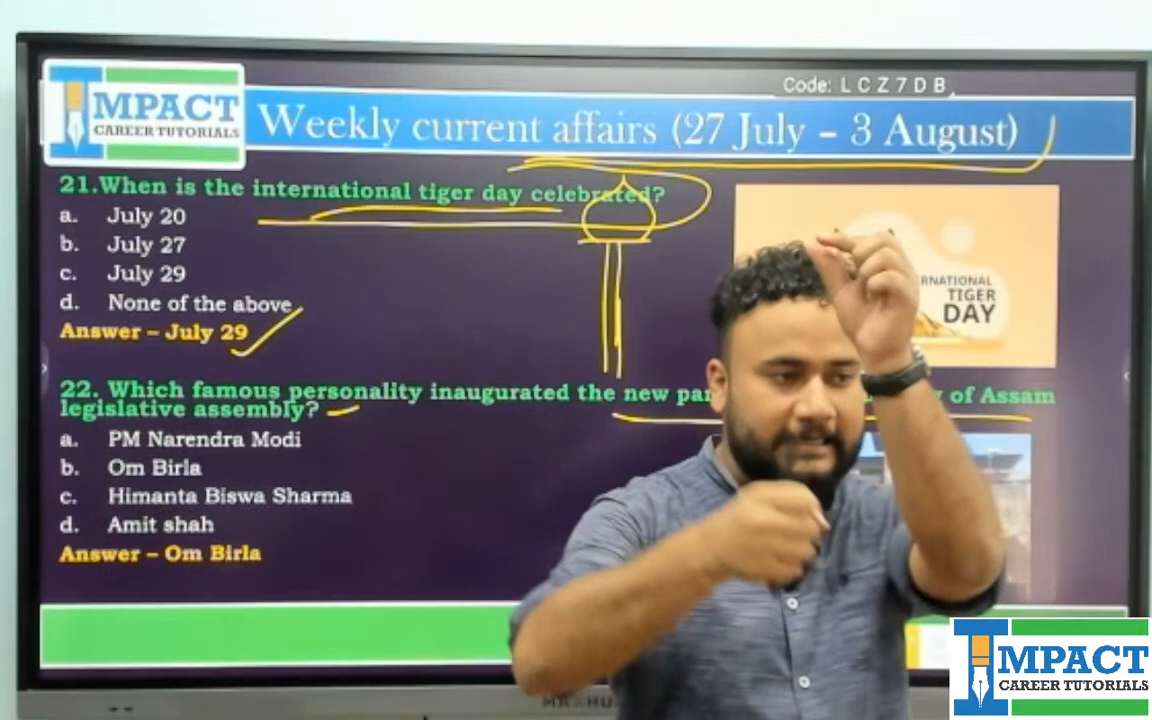 Code: L C Z 7 D B
IMPACT
CAREER TUTORIALS
Weekly current affairs (27 July – 3 August)
21.When is the international tiger day celebrated?
a. July 20
b. July 27
c. July 29
d. None of the above
Answer – July 29
TIGER
DAY
22. Which famous personality inaugurated the new of Assam
legislative assembly?
a. PM Narendra Modi
b. Om Birla
c. Himanta Biswa Sharma
d. Amit shah
Answer – Om Birla
IMPACT
CAREER TUTORIALS